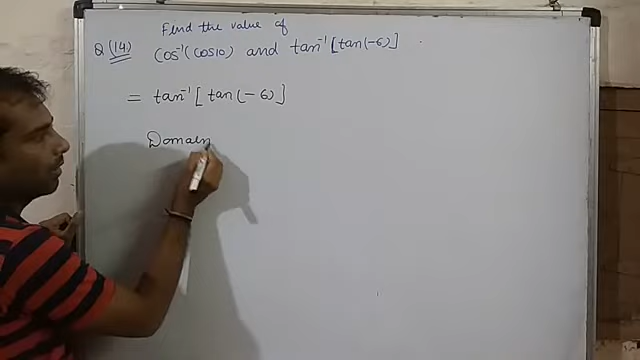 Find the value of
Q (14) cos⁻¹(cos10) and tan⁻¹[tan(-6)]
= tan⁻¹[tan(-6)]
Domain